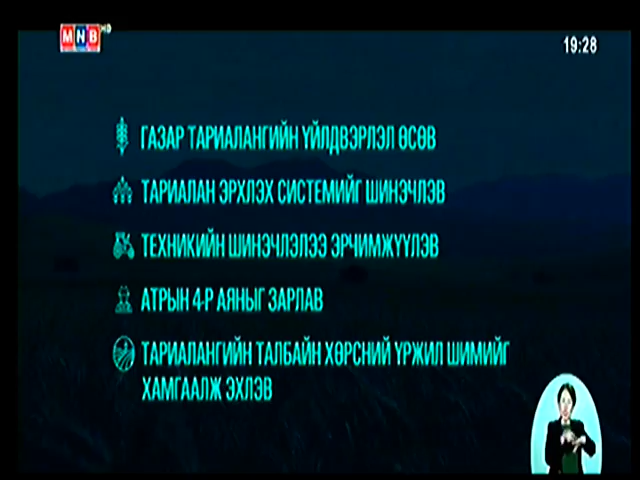 MNB HD
19:28
ГАЗАР ТАРИАЛАНГИЙН ҮЙЛДВЭРЛЭЛ ӨСӨВ
ТАРИАЛАН ЭРХЛЭХ СИСТЕМИЙГ ШИНЭЧЛЭВ
ТЕХНИКИЙН ШИНЭЧЛЭЛЭЭ ЭРЧИМЖҮҮЛЭВ
АТРЫН 4-Р АЯНЫГ ЗАРЛАВ
ТАРИАЛАНГИЙН ТАЛБАЙН ХӨРСНИЙ ҮРЖИЛ ШИМИЙГ
ХАМГААЛЖ ЭХЛЭВ